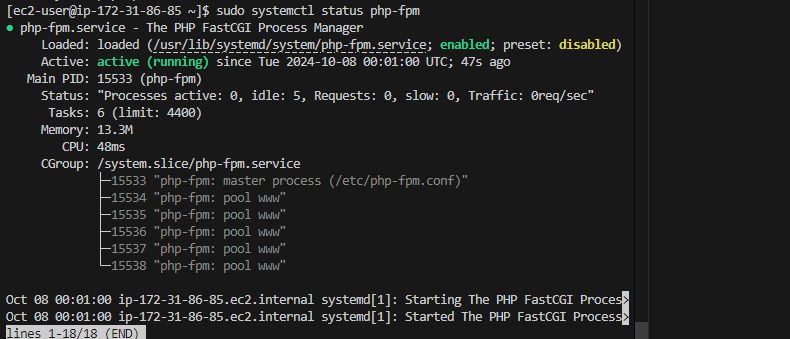 [ec2-user@ip-172-31-86-85 ~]$ sudo systemctl status php-fpm
● php-fpm.service - The PHP FastCGI Process Manager
Loaded: loaded (/usr/lib/systemd/system/php-fpm.service; enabled; preset: disabled)
Active: active (running) since Tue 2024-10-08 00:01:00 UTC; 47s ago
Main PID: 15533 (php-fpm)
Status: "Processes active: 0, idle: 5, Requests: 0, slow: 0, Traffic: 0req/sec"
Tasks: 6 (limit: 4400)
Memory: 13.3M
CPU: 48ms
CGroup: /system.slice/php-fpm.service
├─15533 "php-fpm: master process (/etc/php-fpm.conf)"
├─15534 "php-fpm: pool www"
├─15535 "php-fpm: pool www"
├─15536 "php-fpm: pool www"
├─15537 "php-fpm: pool www"
└─15538 "php-fpm: pool www"
Oct 08 00:01:00 ip-172-31-86-85.ec2.internal systemd[1]: Starting The PHP FastCGI Proces>
Oct 08 00:01:00 ip-172-31-86-85.ec2.internal systemd[1]: Started The PHP FastCGI Process>
lines 1-18/18 (END)